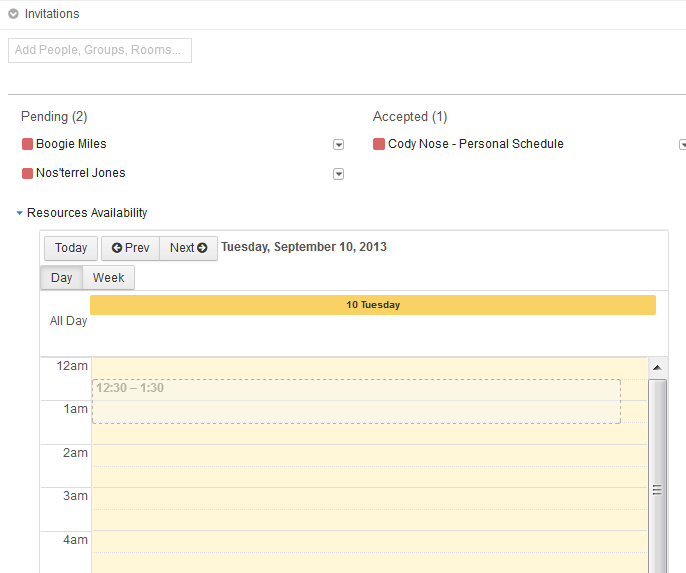 Invitations
Add People, Groups, Rooms...
Pending (2)
Accepted (1)
Boogie Miles
Cody Nose - Personal Schedule
Nos'terrel Jones
Resources Availability
Today Prev Next Tuesday, September 10, 2013
Day Week
10 Tuesday
All Day
12am
12:30 – 1:30
1am
2am
3am
4am